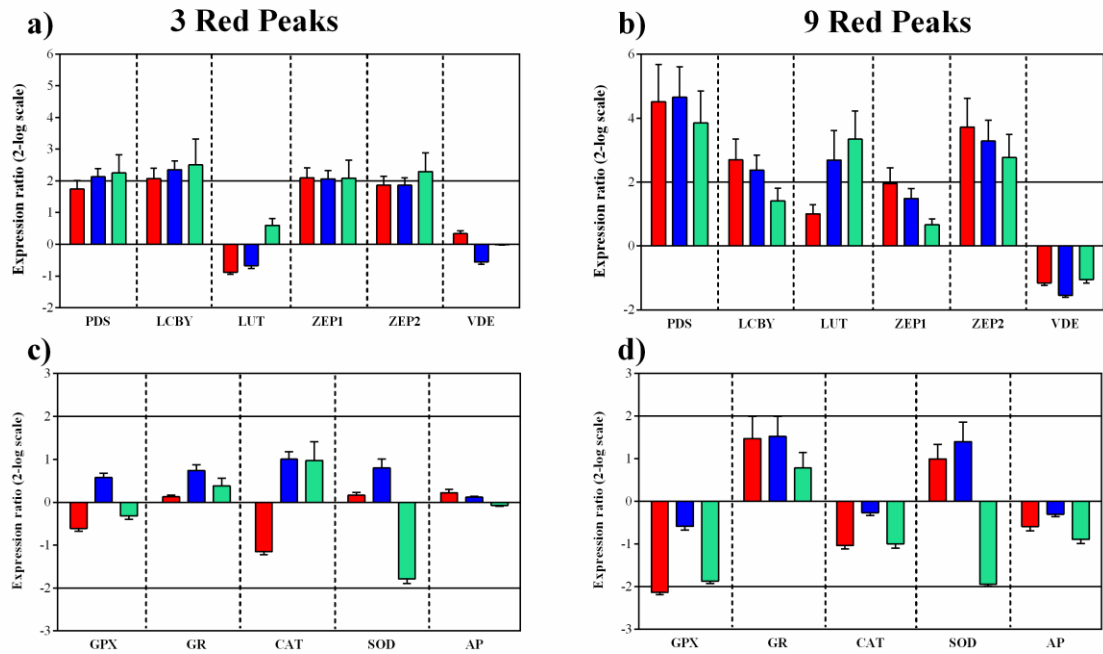 3 Red Peaks
9 Red Peaks
a)
Expression ratio (2-log scale)
6
5
4
3
2
1
0
-1
-2
PDS LCBY LUT ZEP1 ZEP2 VDE
b)
Expression ratio (2-log scale)
6
4
2
0
-2
PDS LCBY LUT ZEP1 ZEP2 VDE
c)
Expression ratio (2-log scale)
3
2
1
0
-1
-2
-3
GPX GR CAT SOD AP
d)
Expression ratio (2-log scale)
3
2
1
0
-1
-2
-3
GPX GR CAT SOD AP